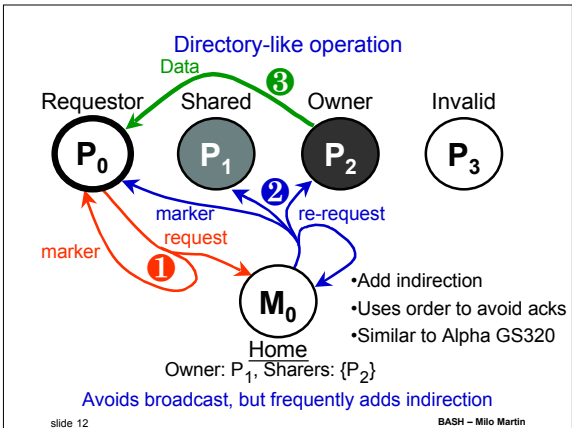 Directory-like operation
Data
❸
Requestor Shared Owner Invalid
P0 P1 P2 P3
❷
marker re-request
request
marker
❶
M0
•Add indirection
•Uses order to avoid acks
•Similar to Alpha GS320
Home
Owner: P1, Sharers: {P2}
Avoids broadcast, but frequently adds indirection
slide 12 BASH – Milo Martin